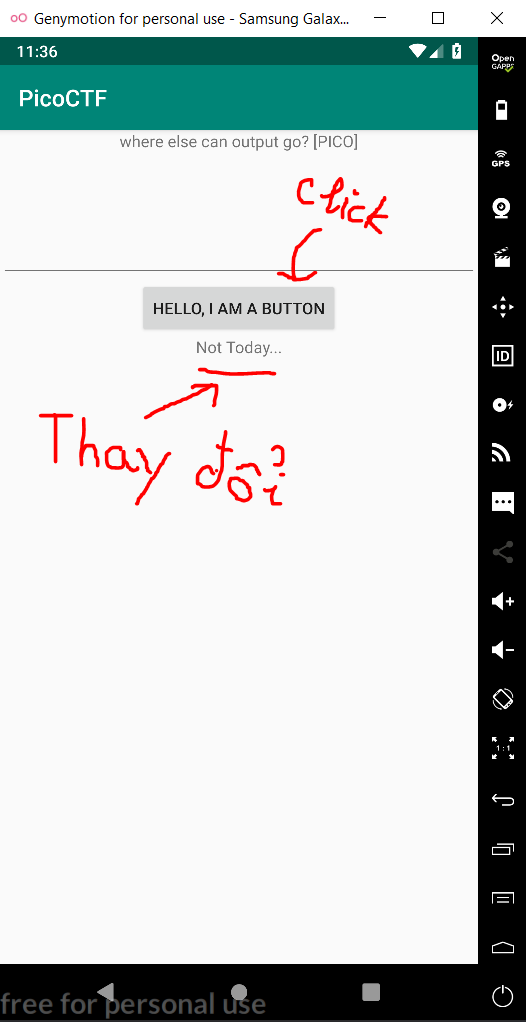 Genymotion for personal use - Samsung Galax...
11:36
Open
GAPPS
PicoCTF
where else can output go? [PICO]
GPS
click
HELLO, I AM A BUTTON
Not Today...
ID
Thay đổi
1:1
free for personal use